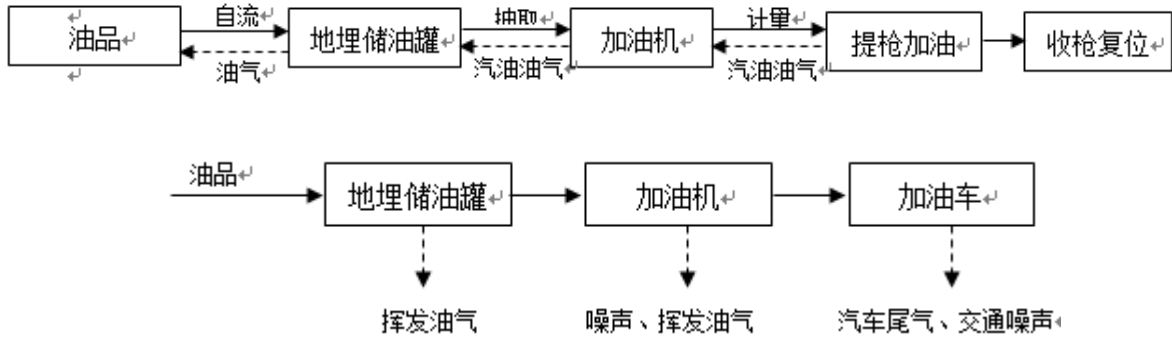 自流 抽取 计量
油品 地埋储油罐 加油机 提枪加油 收枪复位
油气 汽油油气 汽油油气
油品
地埋储油罐 加油机 加油车
挥发油气 噪声、挥发油气 汽车尾气、交通噪声